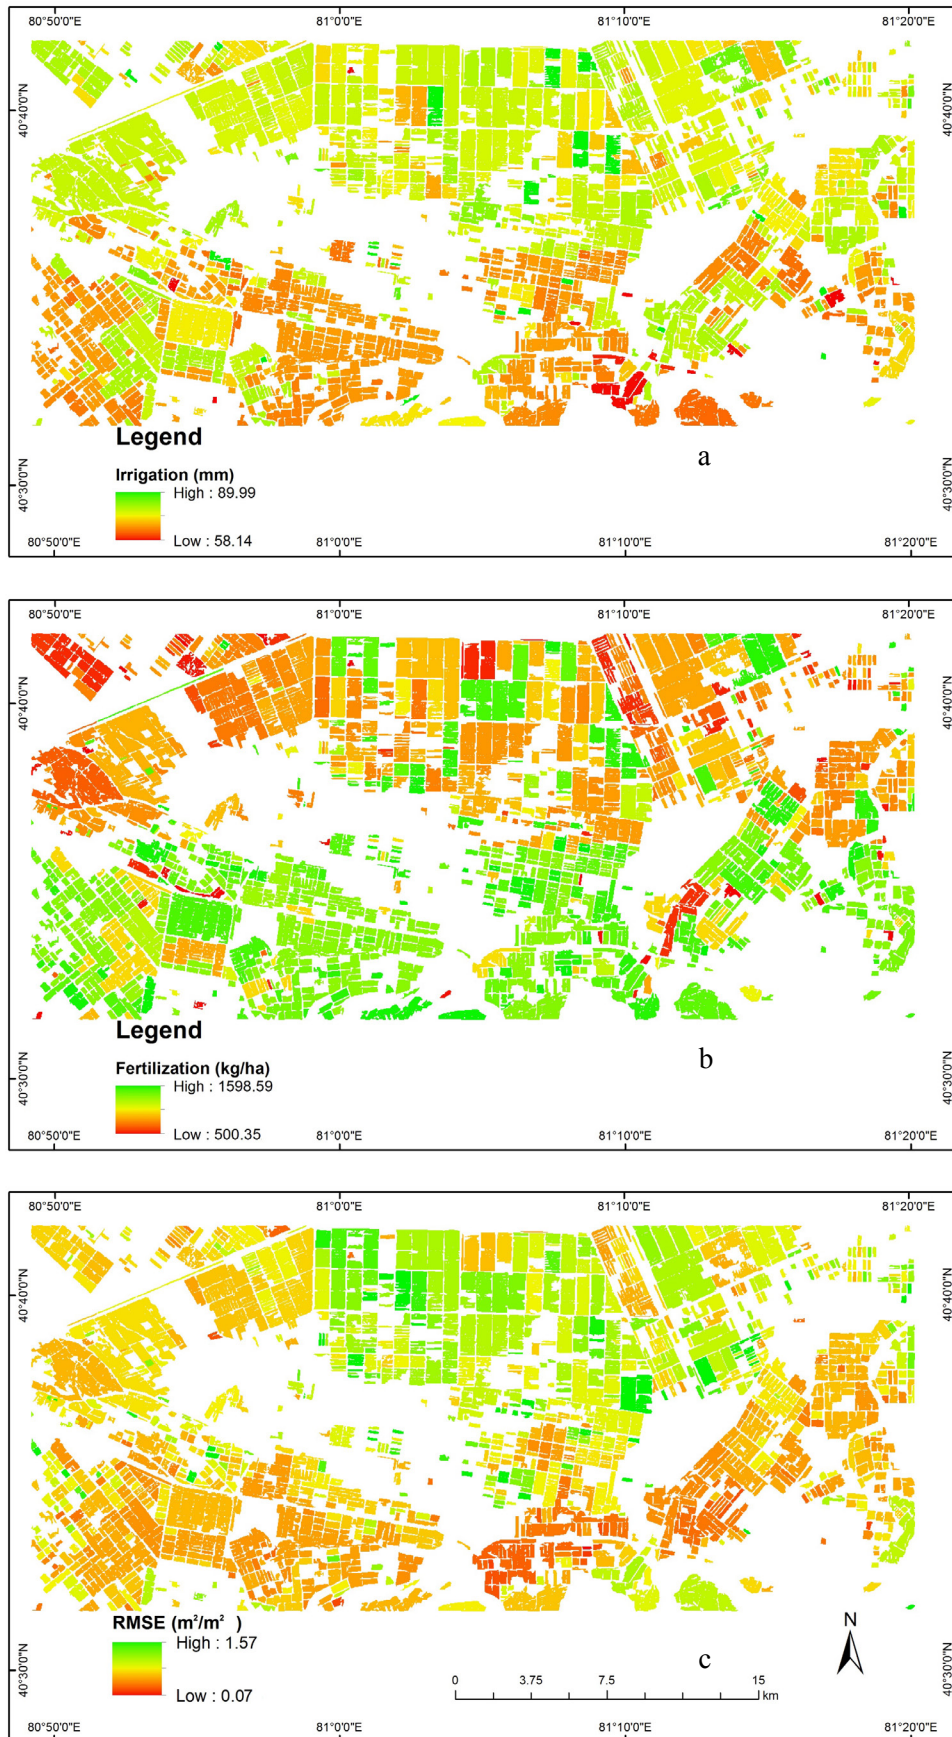 80°50'0"E 81°0'0"E 81°10'0"E 81°20'0"E
40°40'0"N 40°40'0"N
Legend
a
Irrigation (mm)
High : 89.99
40°30'0"N 40°30'0"N
Low : 58.14
80°50'0"E 81°0'0"E 81°10'0"E 81°20'0"E
80°50'0"E 81°0'0"E 81°10'0"E 81°20'0"E
40°40'0"N 40°40'0"N
Legend
b
Fertilization (kg/ha)
High : 1598.59
40°30'0"N 40°30'0"N
Low : 500.35
80°50'0"E 81°0'0"E 81°10'0"E 81°20'0"E
80°50'0"E 81°0'0"E 81°10'0"E 81°20'0"E
40°40'0"N 40°40'0"N
RMSE (m²/m² )
N
High : 1.57
c
40°30'0"N 40°30'0"N
0 3.75 7.5 15
Low : 0.07
km
80°50'0"E 81°0'0"E 81°10'0"E 81°20'0"E